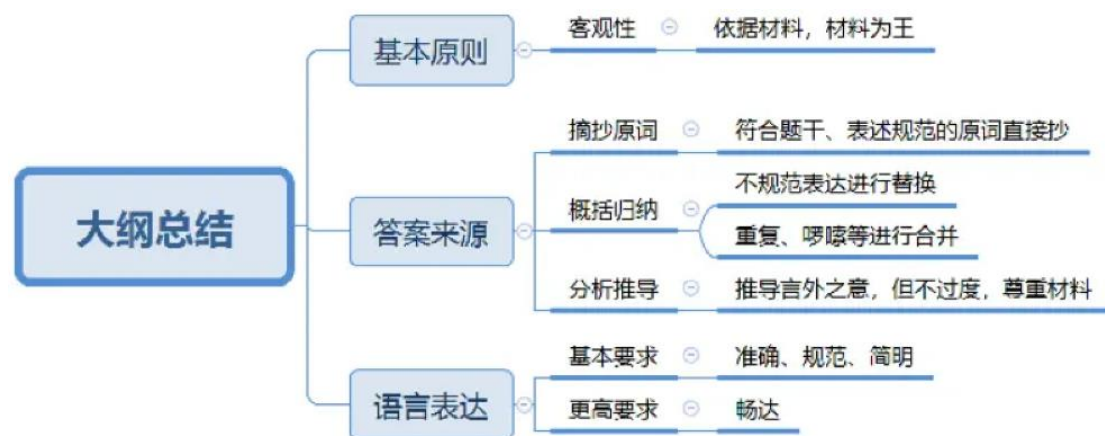 大纲总结
基本原则
客观性
依据材料，材料为王
答案来源
摘抄原词
符合题干、表述规范的原词直接抄
概括归纳
不规范表达进行替换
重复、啰嗦等进行合并
分析推导
推导言外之意，但不过度，尊重材料
语言表达
基本要求
准确、规范、简明
更高要求
畅达